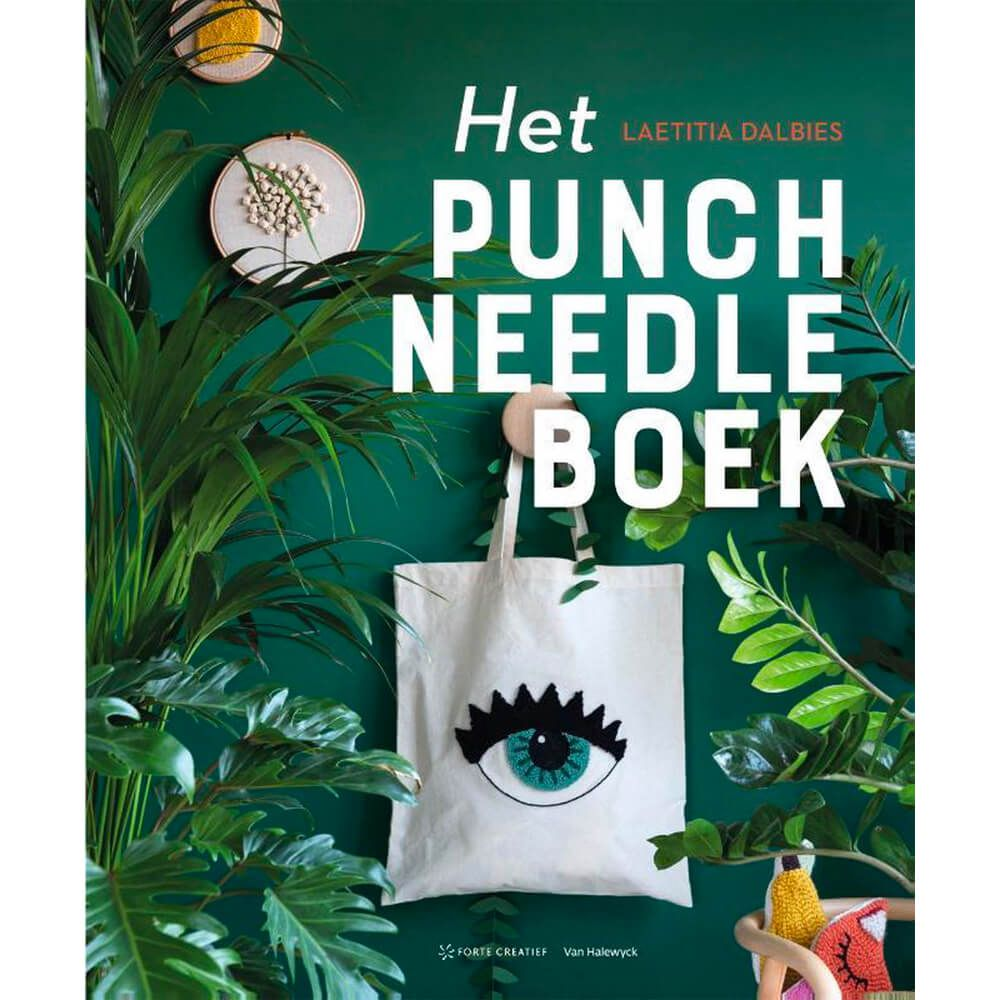 Het LAETITIA DALBIES
PUNCH
NEEDLE
BOEK
FORTE CREATIEF Van Halewyck